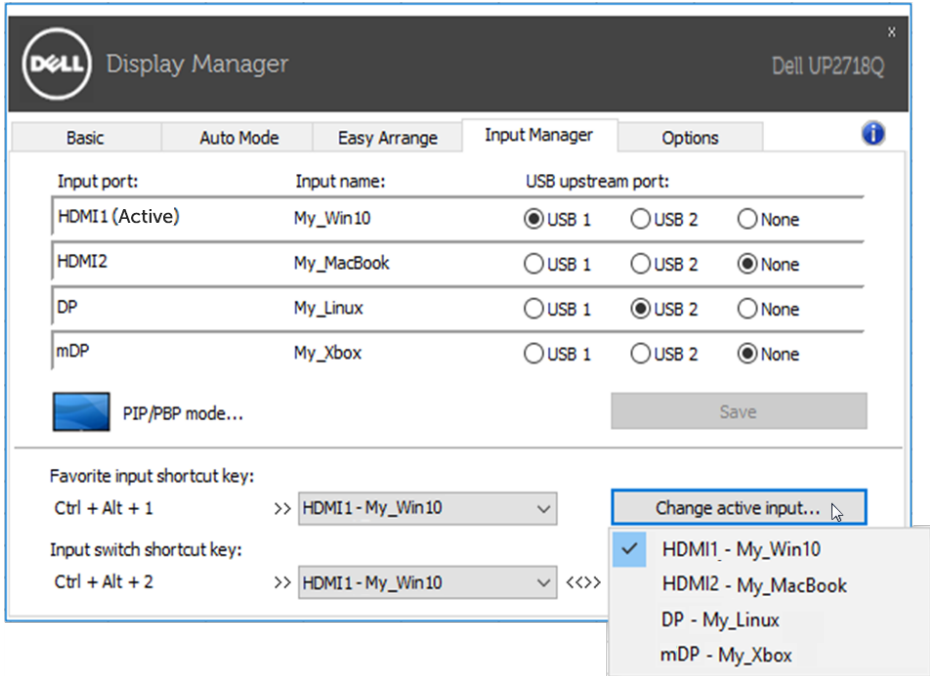 DELL Display Manager
x
Dell UP2718Q
Basic Auto Mode Easy Arrange Input Manager Options i
Input port: Input name: USB upstream port:
HDMI1 (Active) My_Win10 USB 1 USB 2 None
HDMI2 My_MacBook USB 1 USB 2 None
DP My_Linux USB 1 USB 2 None
mDP My_Xbox USB 1 USB 2 None
PIP/PBP mode... Save
Favorite input shortcut key:
Ctrl + Alt + 1 >> HDMI1 - My_Win10 Change active input...
Input switch shortcut key:
Ctrl + Alt + 2 >> HDMI1 - My_Win10 <<>>
HDMI1 - My_Win10
HDMI2 - My_MacBook
DP - My_Linux
mDP - My_Xbox